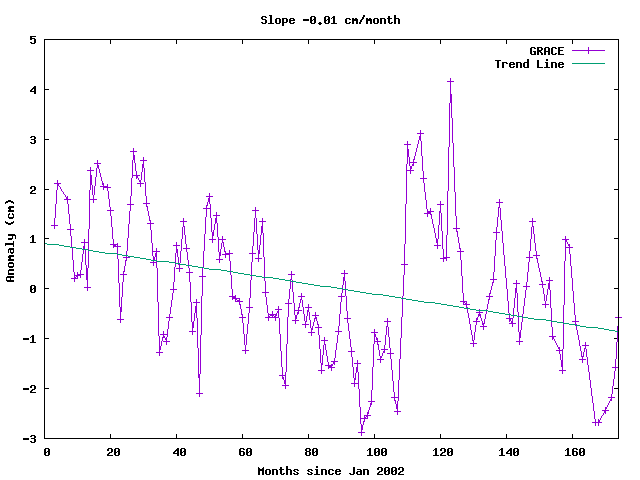 Slope -0.01 cm/month
GRACE
Trend Line
Anomaly (cm)
5
4
3
2
1
0
-1
-2
-3
0 20 40 60 80 100 120 140 160
Months since Jan 2002